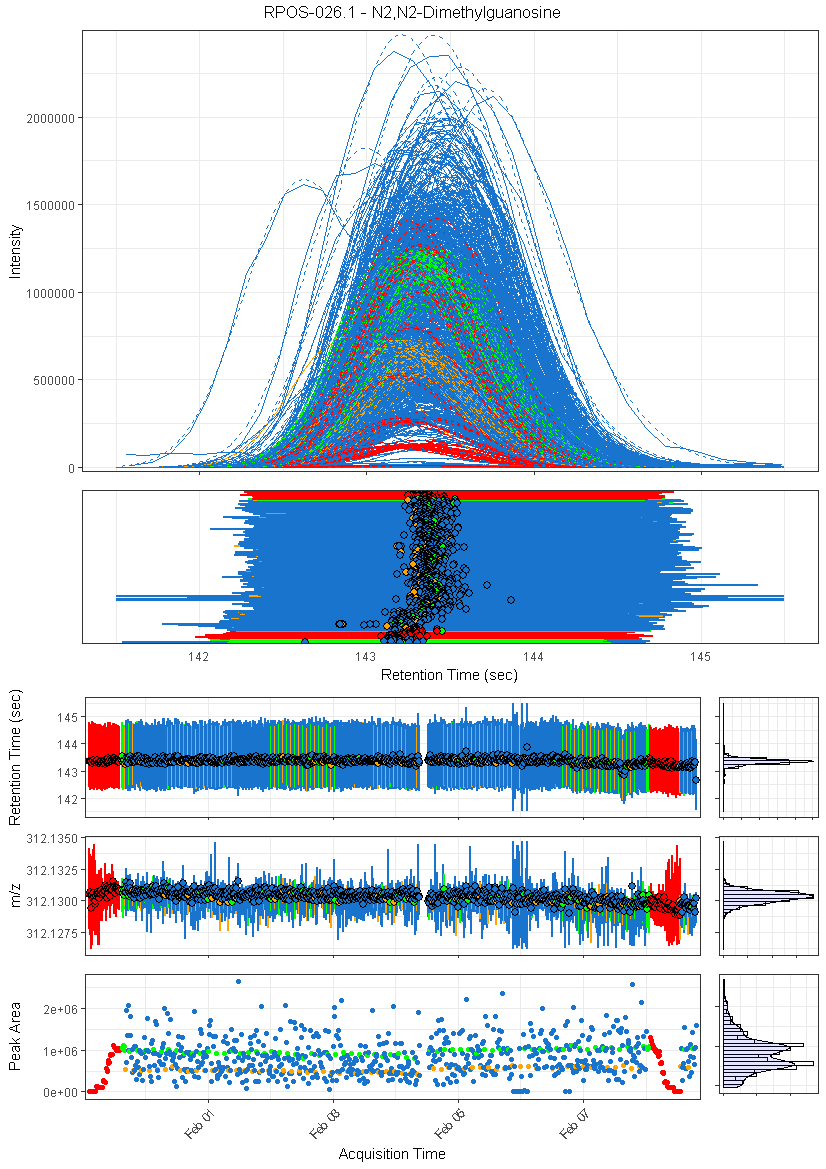 RPOS-026.1 - N2,N2-Dimethylguanosine
Intensity
2000000
1500000
1000000
500000
0
142
143
144
145
Retention Time (sec)
Retention Time (sec)
145
144
143
142
m/z
312.1350
312.1325
312.1300
312.1275
Peak Area
2e+06
1e+06
0e+00
Feb 01
Feb 03
Feb 05
Feb 07
Acquisition Time